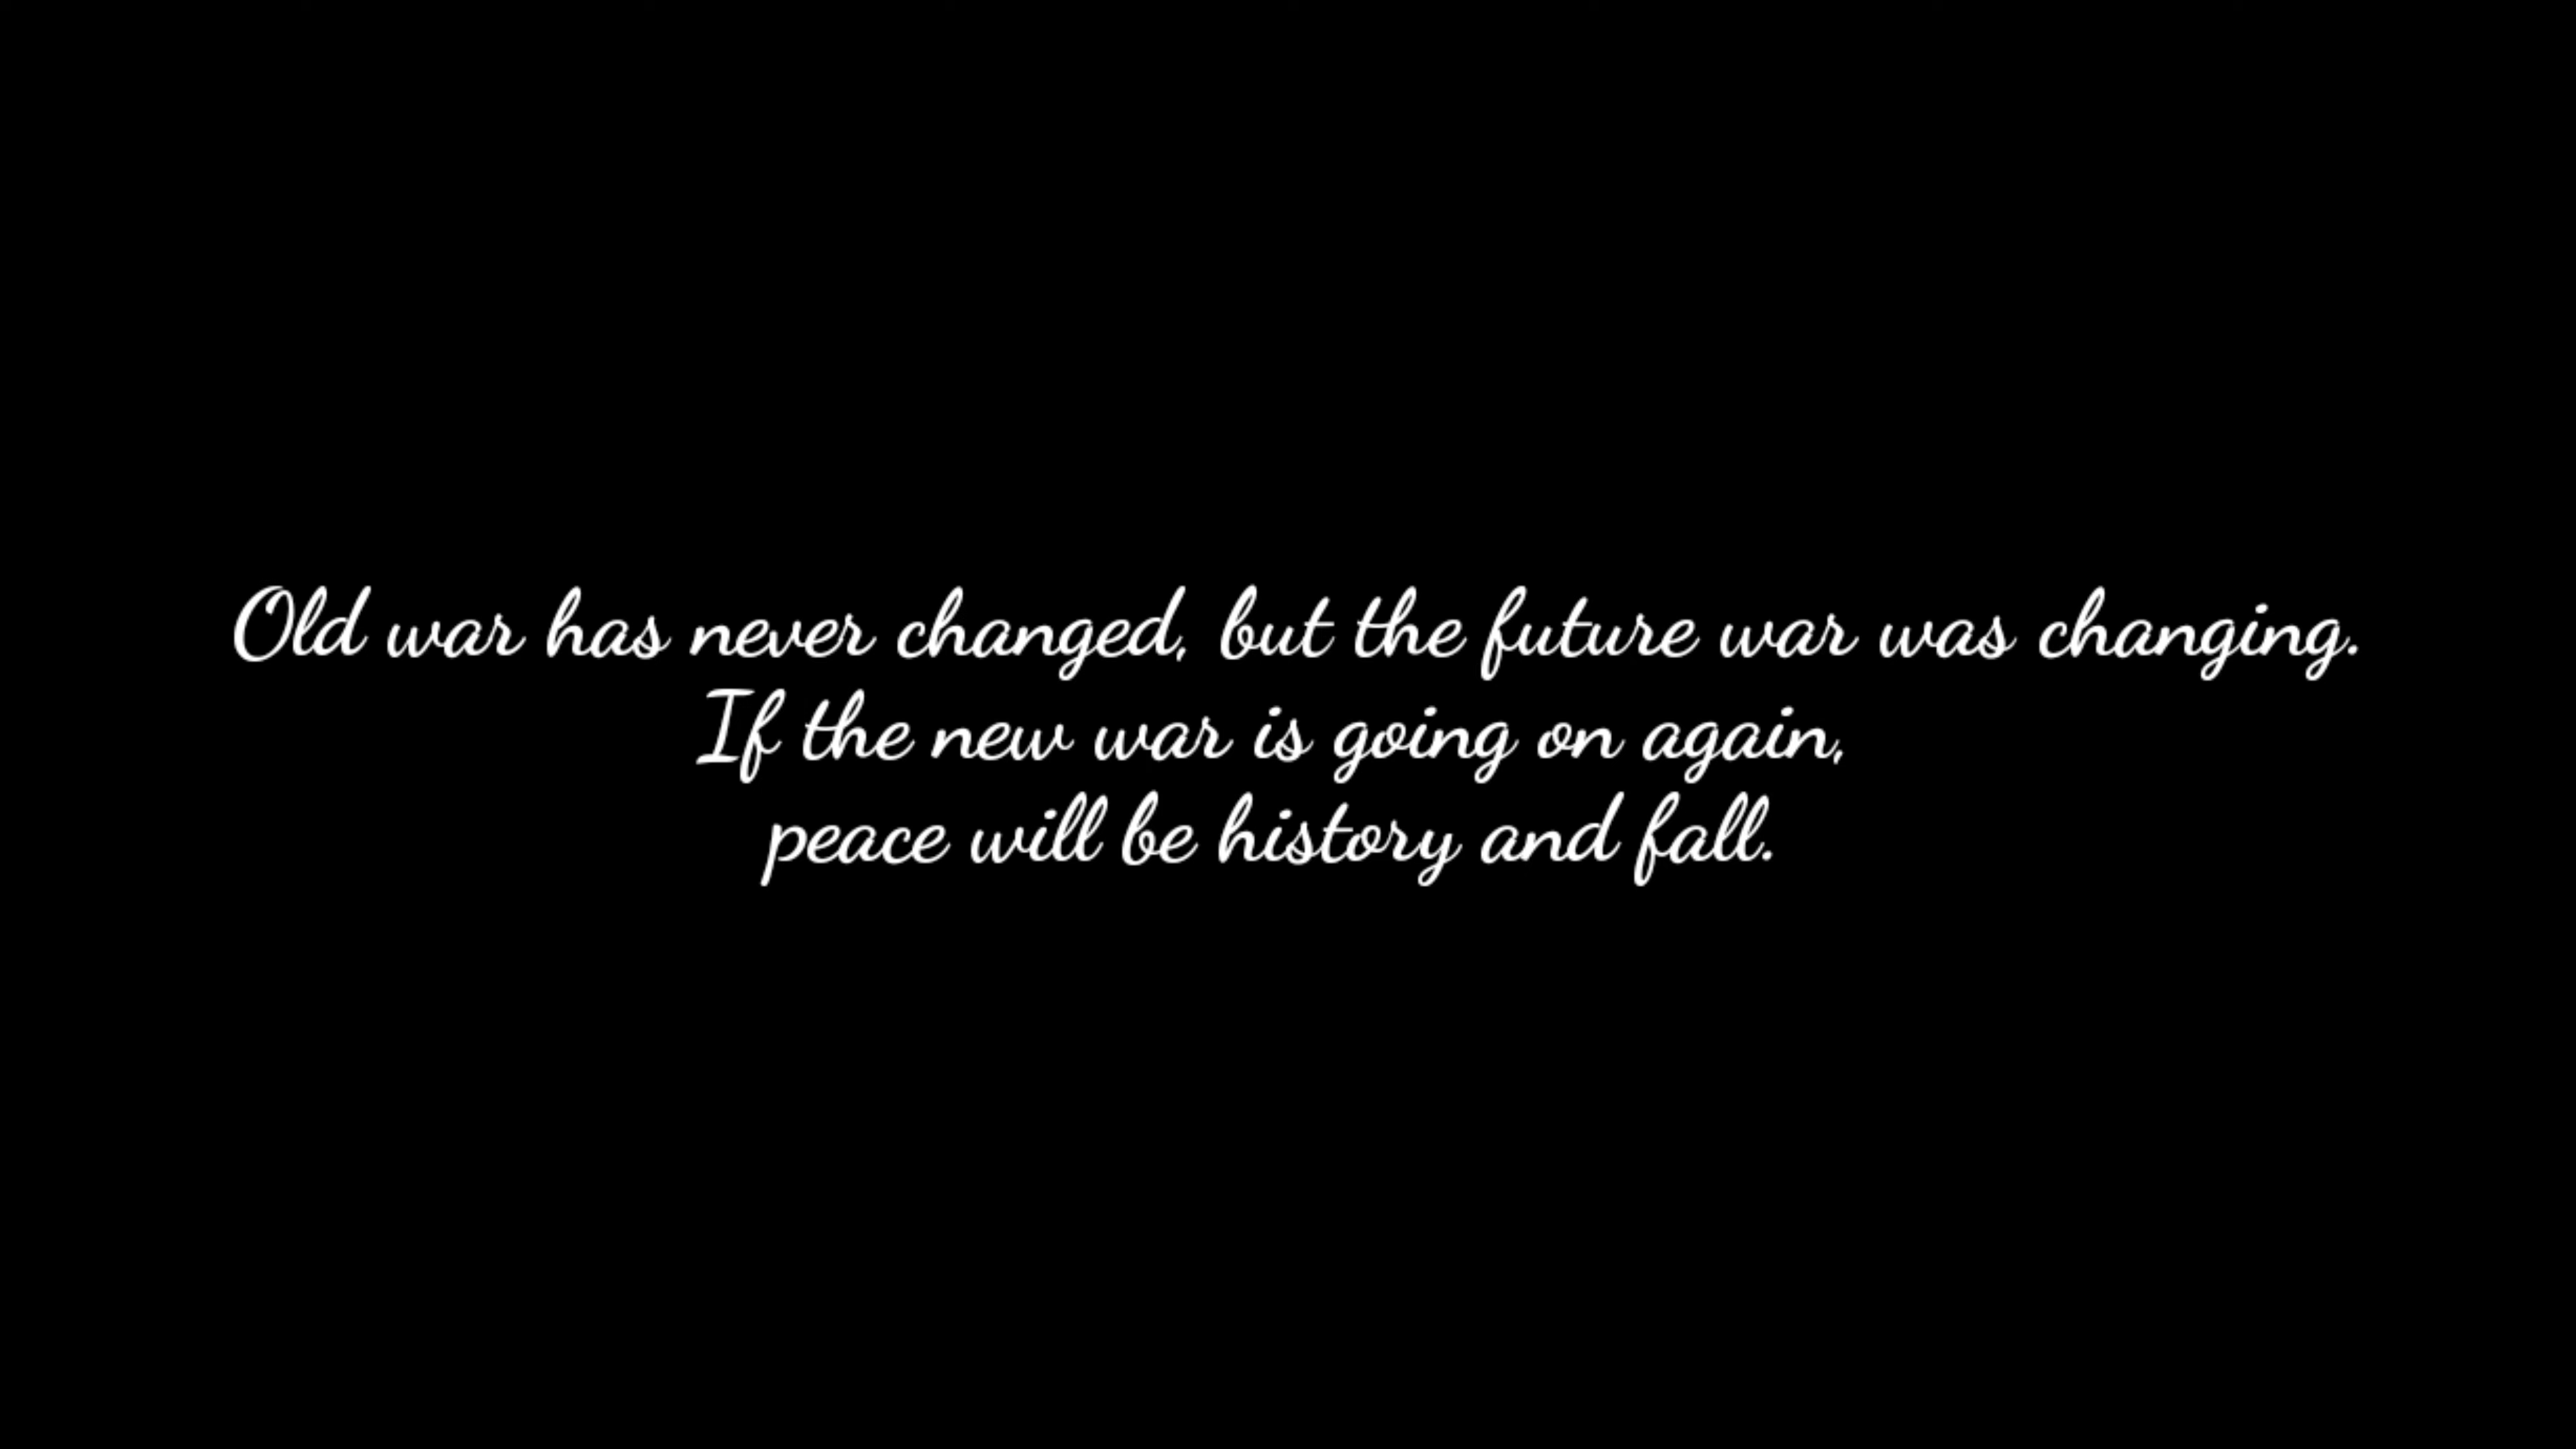 Old war has never changed, but the future war was changing.
If the new war is going on again,
peace will be history and fall.